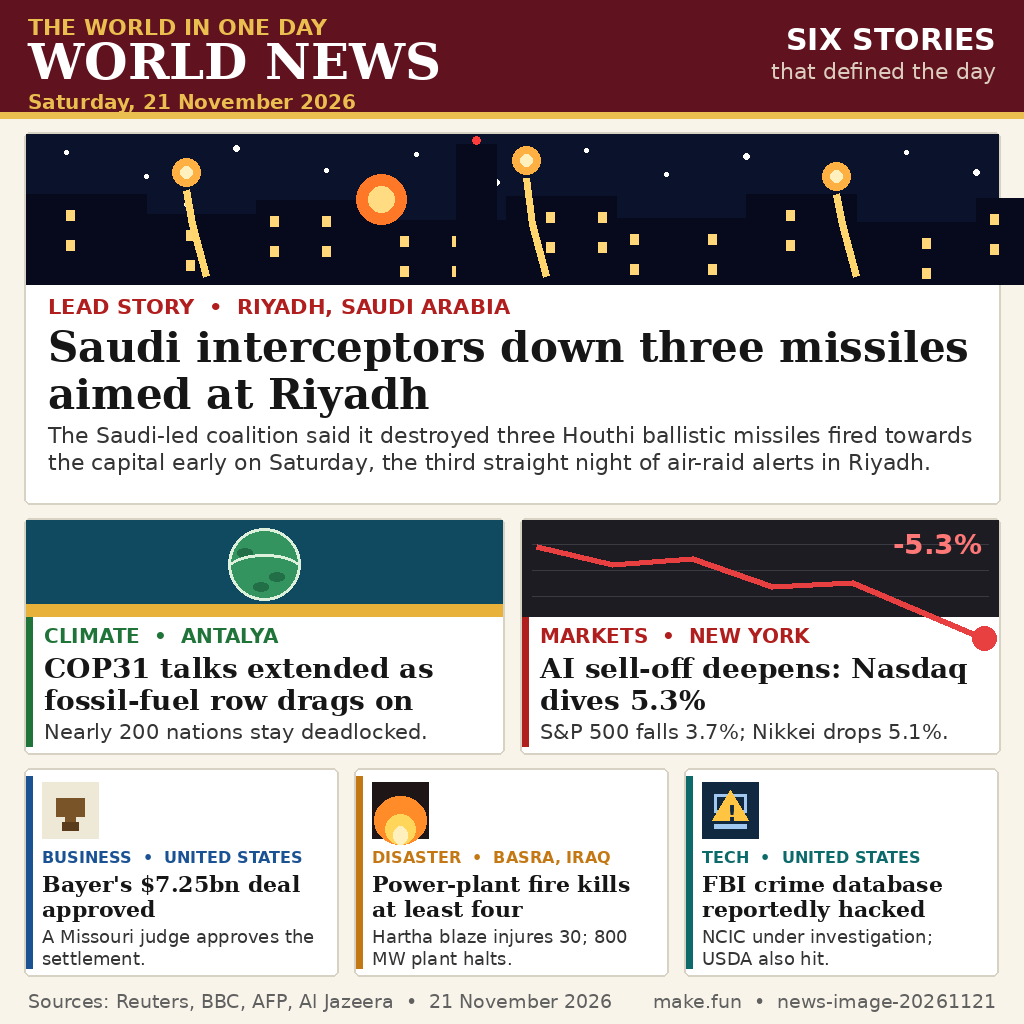 THE WORLD IN ONE DAY
WORLD NEWS
Saturday, 21 November 2026
SIX STORIES
that defined the day
LEAD STORY • RIYADH, SAUDI ARABIA
Saudi interceptors down three missiles
aimed at Riyadh
The Saudi-led coalition said it destroyed three Houthi ballistic missiles fired towards
the capital early on Saturday, the third straight night of air-raid alerts in Riyadh.
CLIMATE • ANTALYA
COP31 talks extended as
fossil-fuel row drags on
Nearly 200 nations stay deadlocked.
-5.3%
MARKETS • NEW YORK
AI sell-off deepens: Nasdaq
dives 5.3%
S&P 500 falls 3.7%; Nikkei drops 5.1%.
BUSINESS • UNITED STATES
Bayer's $7.25bn deal
approved
A Missouri judge approves the
settlement.
DISASTER • BASRA, IRAQ
Power-plant fire kills
at least four
Hartha blaze injures 30; 800
MW plant halts.
!
TECH • UNITED STATES
FBI crime database
reportedly hacked
NCIC under investigation;
USDA also hit.
Sources: Reuters, BBC, AFP, Al Jazeera • 21 November 2026
make.fun • news-image-20261121